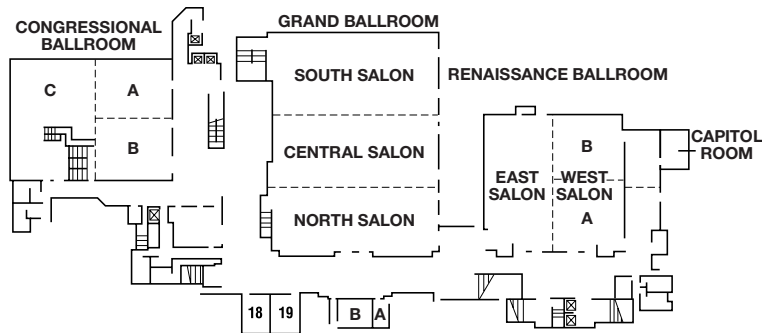 CONGRESSIONAL
BALLROOM
C
A
B
GRAND BALLROOM
SOUTH SALON
CENTRAL SALON
NORTH SALON
RENAISSANCE BALLROOM
B
EAST
SALON
WEST
SALON
A
CAPITOL
ROOM
18
19
B
A